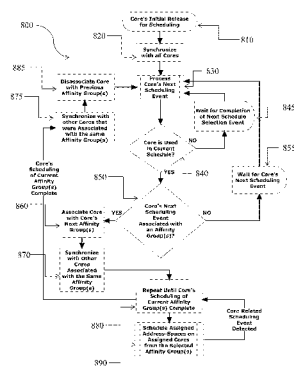 800
Core's Initial Release
for Scheduling
810
820
Synchronize
with all Cores
885
Disassociate Core
with Previous
Affinity Group(s)
Process
Core's Next
Scheduling
Event
830
875
Synchronize with
other Cores that
were Associated
with the same
Affinity Group(s)
Wait for Completion
of Next Schedule
Selection Event
845
Core is Used
in Current
Schedule?
NO
855
YES
840
Wait for Core's
Next Scheduling
Event
Core's
Scheduling
of Current
Affinity
Group(s)
Complete
850
Core's Next
Scheduling
Event
Associated with
an Affinity
Group(s)?
YES
NO
860
Associate Core
with Core's
Next Affinity
Group(s)
870
Synchronize
with Other
Cores
Associated
with the Same
Affinity
Group(s)
Repeat Until Core's
Scheduling of
Current Affinity
Group(s) Complete
Core Related
Scheduling
Event
Detected
880
Schedule Assigned
Address-Spaces on
Assigned Cores
from the Selected
Affinity Group(s)
890